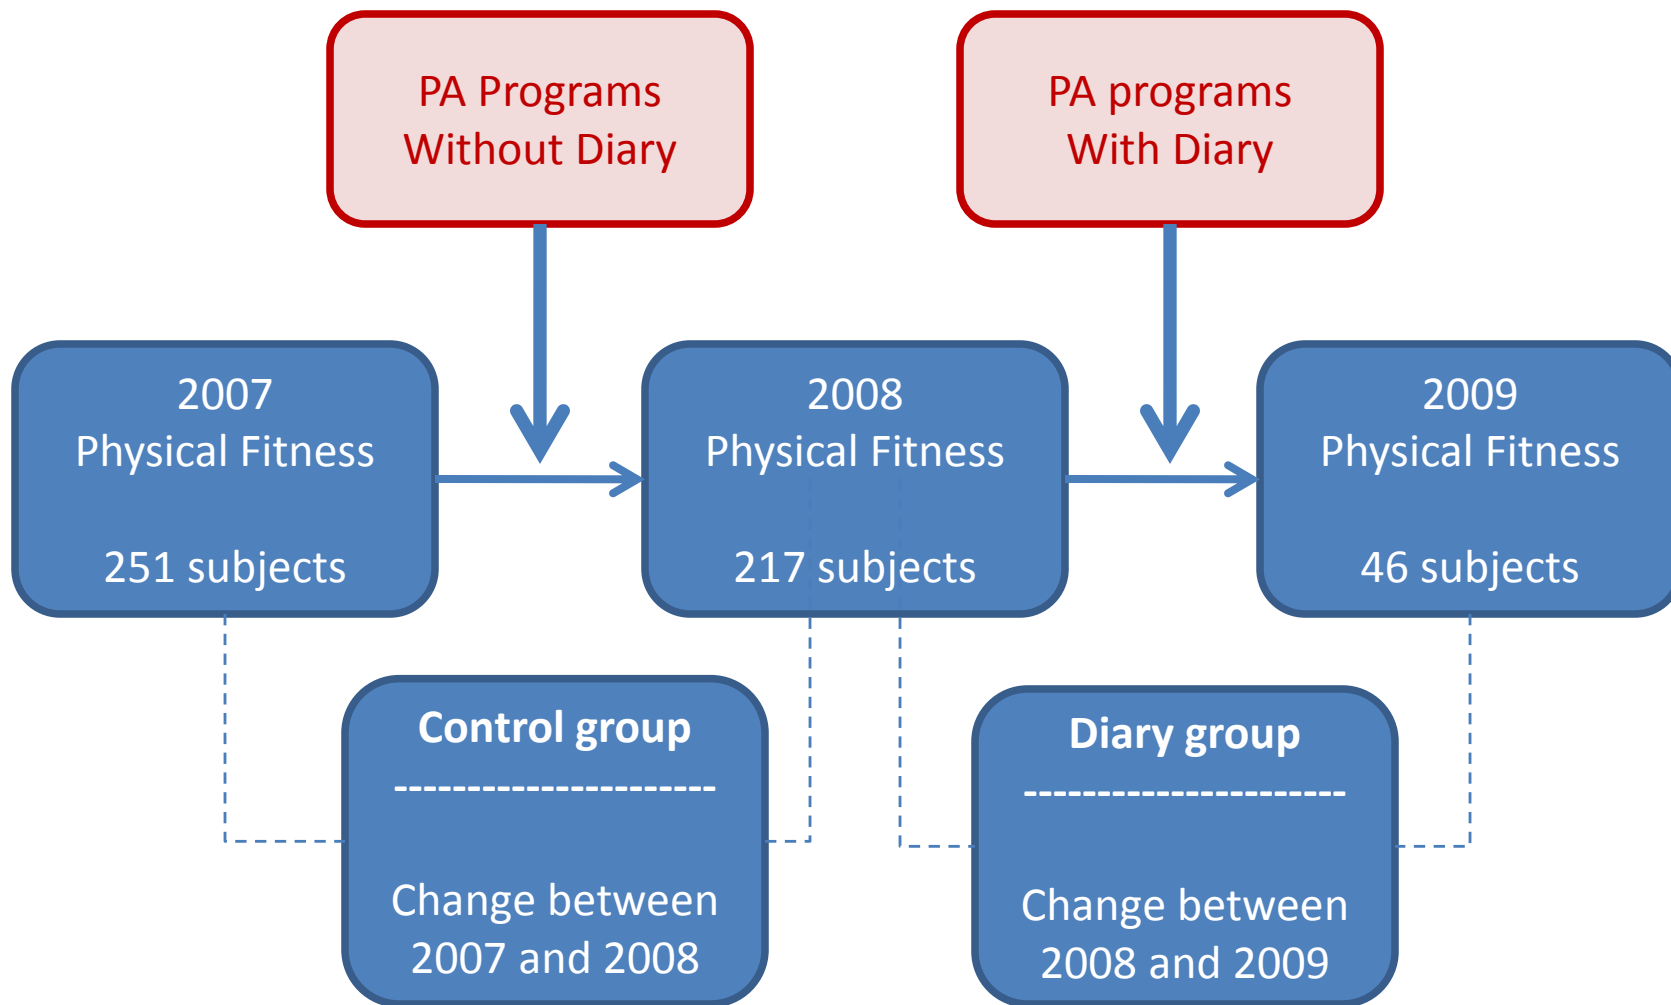 PA Programs
Without Diary
PA programs
With Diary
2007
Physical Fitness
251 subjects
2008
Physical Fitness
217 subjects
2009
Physical Fitness
46 subjects
Control group
----------------------
Change between
2007 and 2008
Diary group
----------------------
Change between
2008 and 2009